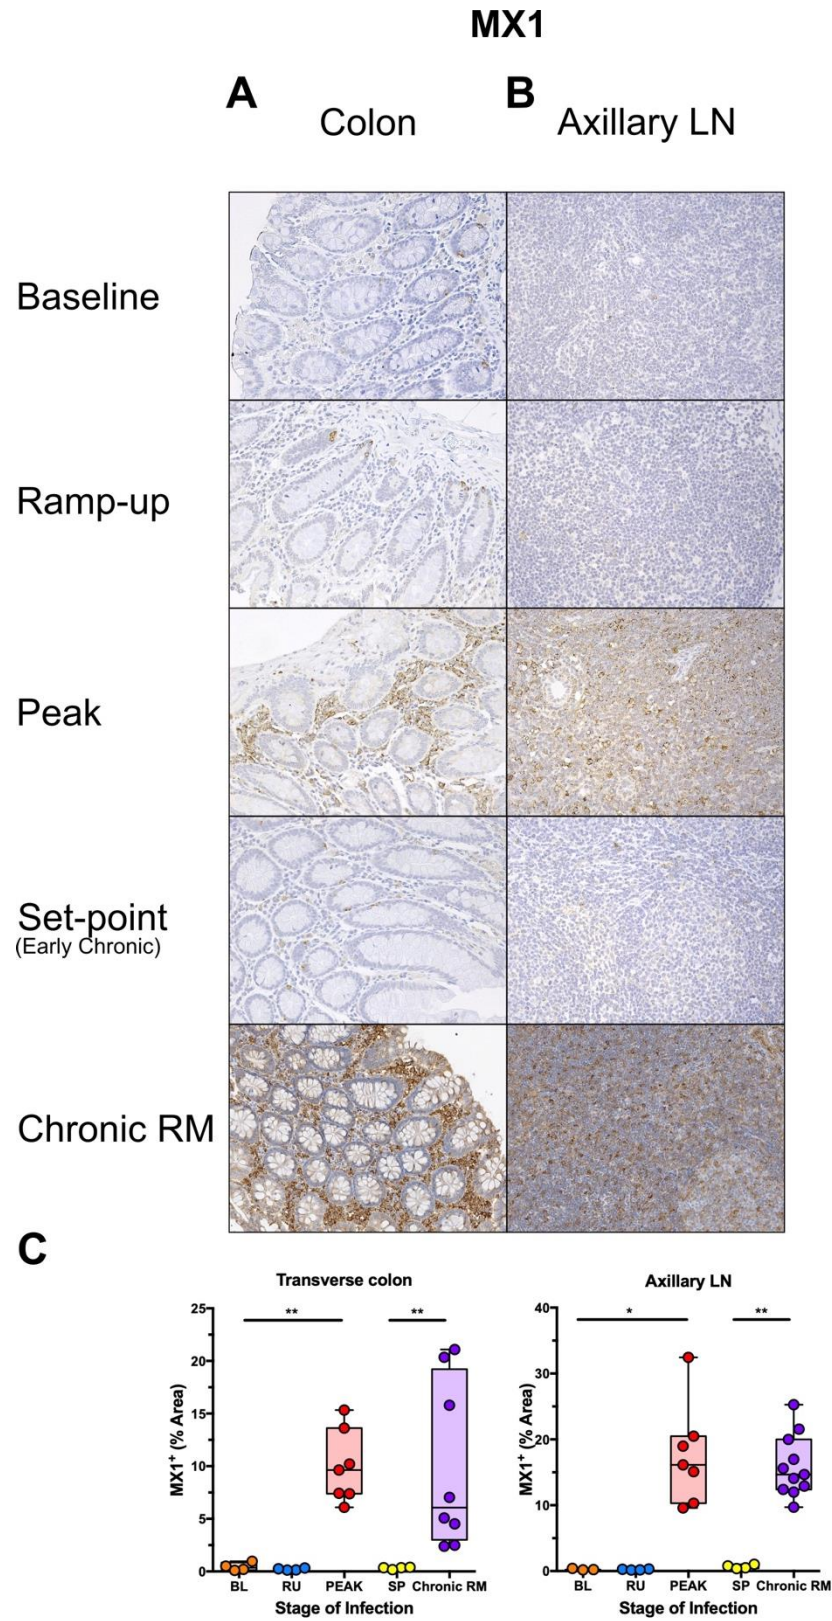 MX1
A
B
Colon
Axillary LN
Baseline
Ramp-up
Peak
Set-point
(Early Chronic)
Chronic RM
C
Transverse colon
Axillary LN
**
**
*
**
25
20
15
10
5
0
MX1+ (% Area)
BL RU PEAK SP Chronic RM
Stage of Infection
40
30
20
10
0
MX1+ (% Area)
BL RU PEAK SP Chronic RM
Stage of Infection